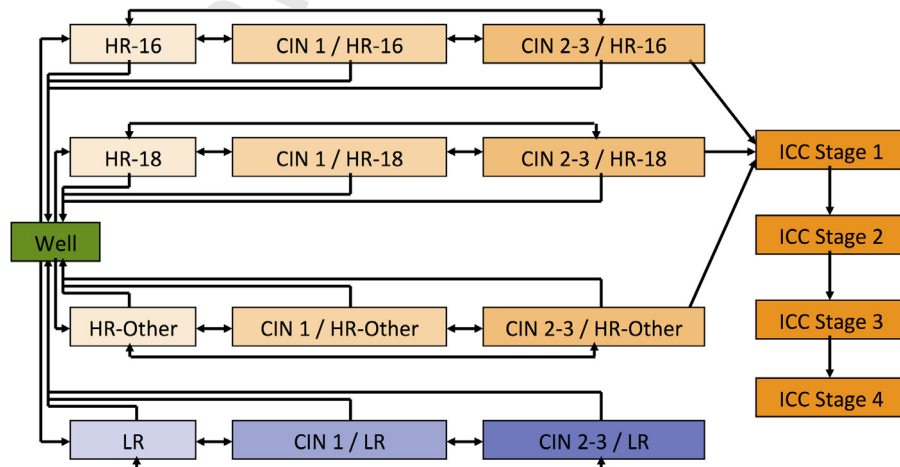 HR-16
CIN 1 / HR-16
CIN 2-3 / HR-16
HR-18
CIN 1 / HR-18
CIN 2-3 / HR-18
ICC Stage 1
Well
ICC Stage 2
HR-Other
CIN 1 / HR-Other
CIN 2-3 / HR-Other
ICC Stage 3
ICC Stage 4
LR
CIN 1 / LR
CIN 2-3 / LR